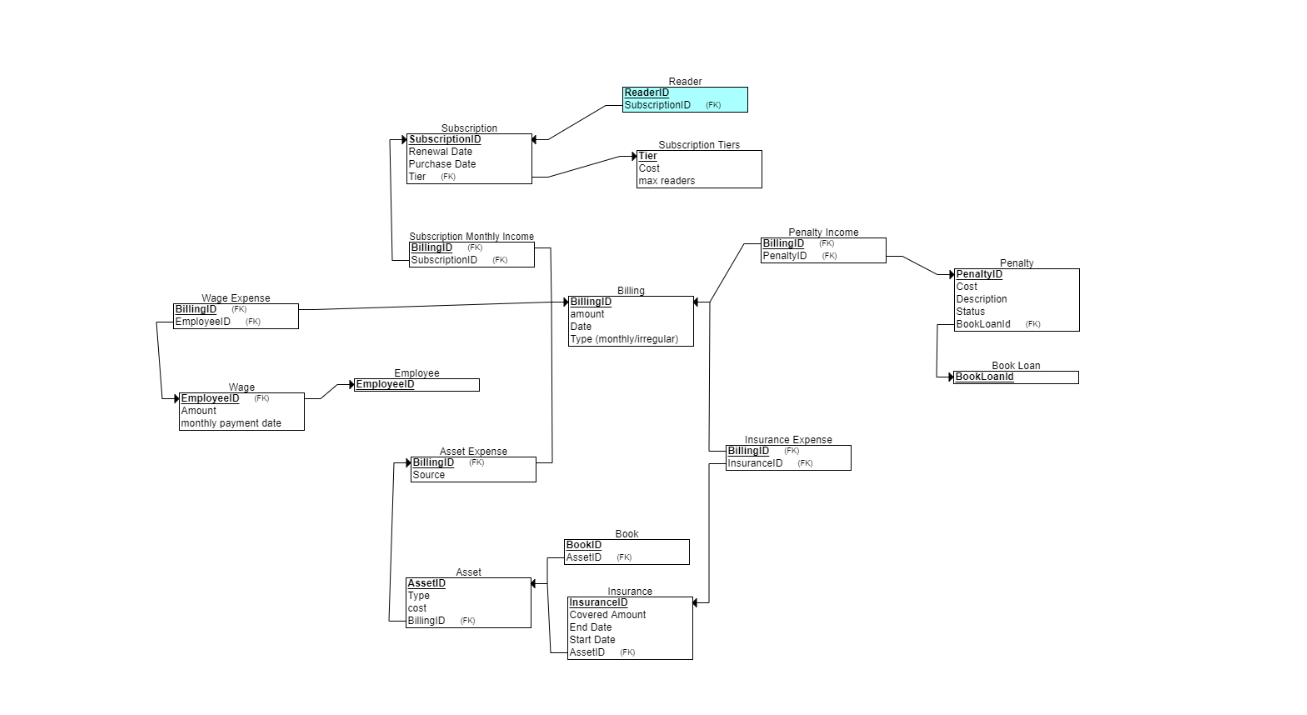 Reader
ReaderID
SubscriptionID (FK)
Subscription
SubscriptionID
Renewal Date
Purchase Date
Tier (FK)
Subscription Tiers
Tier
Cost
max readers
Subscription Monthly Income
BillingID (FK)
SubscriptionID (FK)
Penalty Income
BillingID (FK)
PenaltyID (FK)
Penalty
PenaltyID
Cost
Description
Status
BookLoanId (FK)
Wage Expense
BillingID (FK)
EmployeeID (FK)
Billing
BillingID
amount
Date
Type (monthly/irregular)
Book Loan
BookLoanId
Employee
EmployeeID
Wage
EmployeeID (FK)
Amount
monthly payment date
Asset Expense
BillingID (FK)
Source
Insurance Expense
BillingID (FK)
InsuranceID (FK)
Book
BookID
AssetID (FK)
Asset
AssetID
Type
cost
BillingID (FK)
Insurance
InsuranceID
Covered Amount
End Date
Start Date
AssetID (FK)